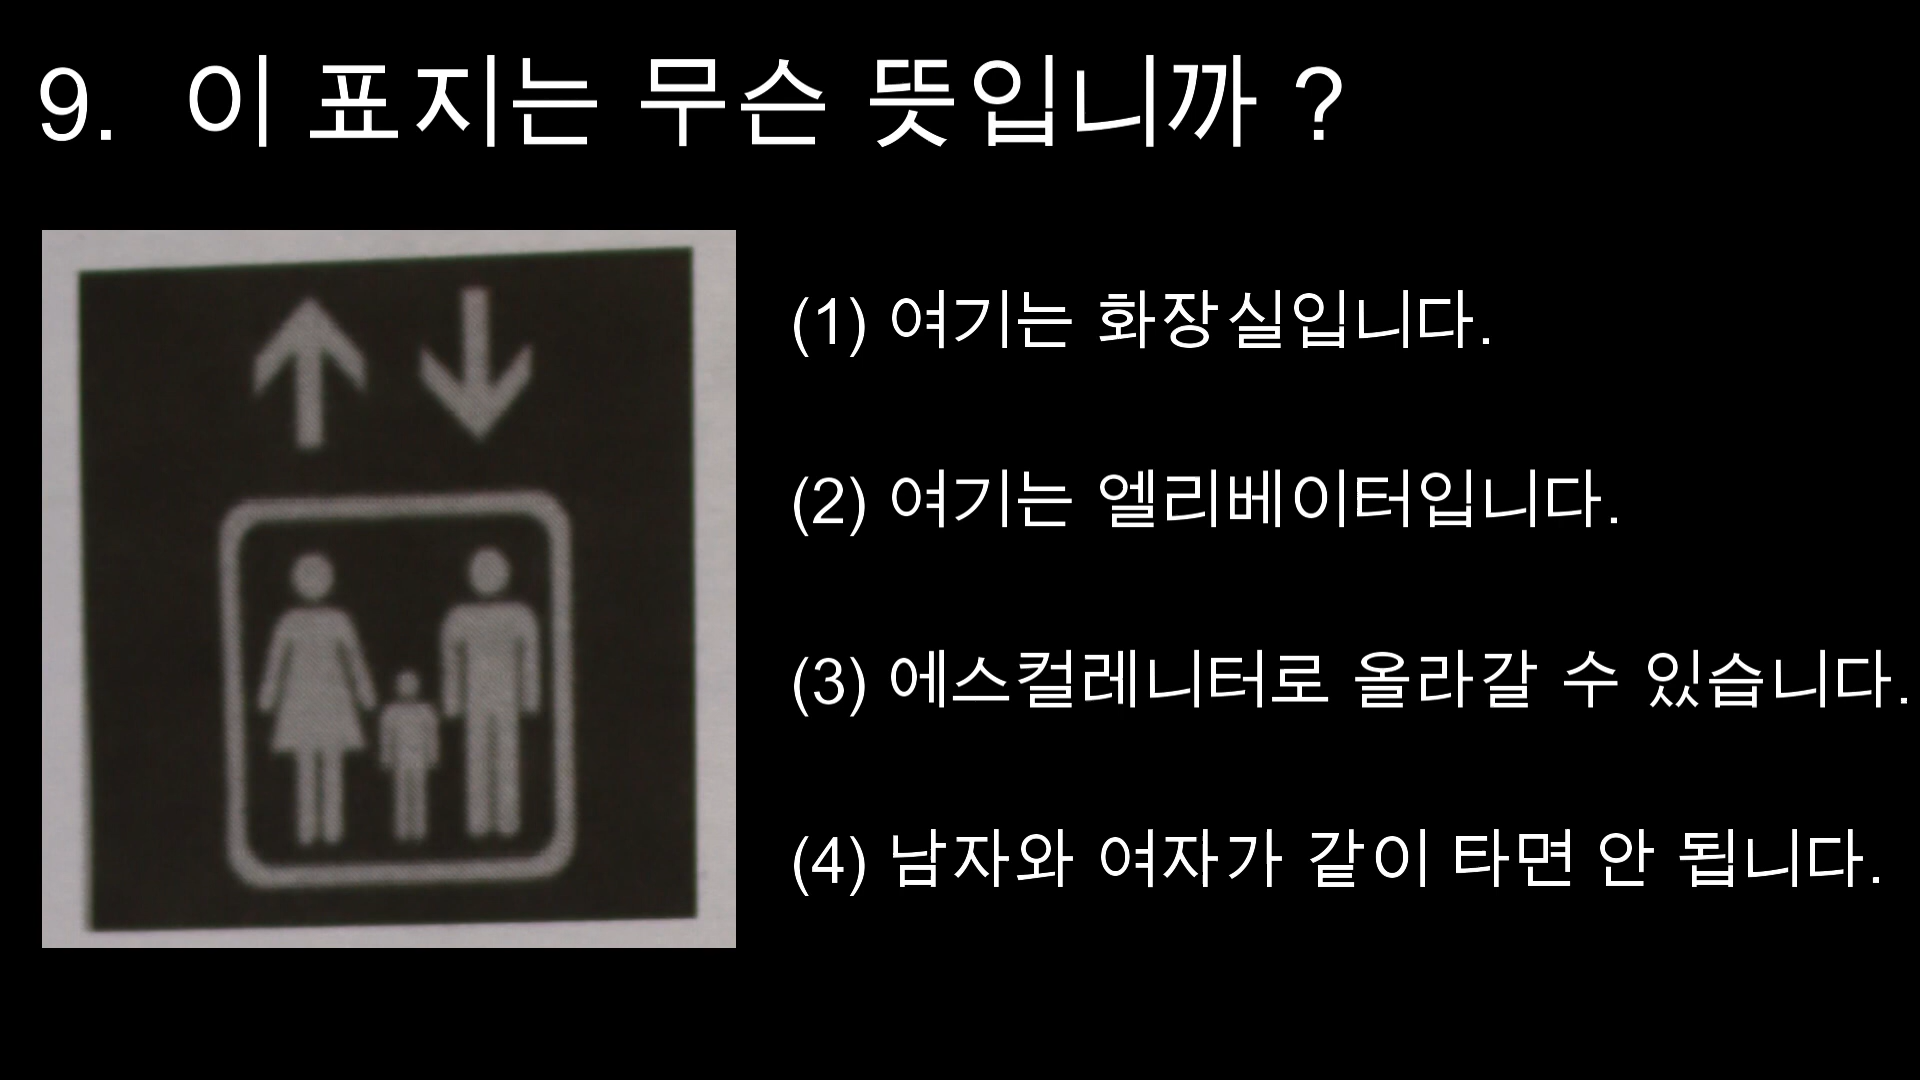 9. 이 표지는 무슨 뜻입니까 ?
(1) 여기는 화장실입니다.
(2) 여기는 엘리베이터입니다.
(3) 에스컬레니터로 올라갈 수 있습니다.
(4) 남자와 여자가 같이 타면 안 됩니다.